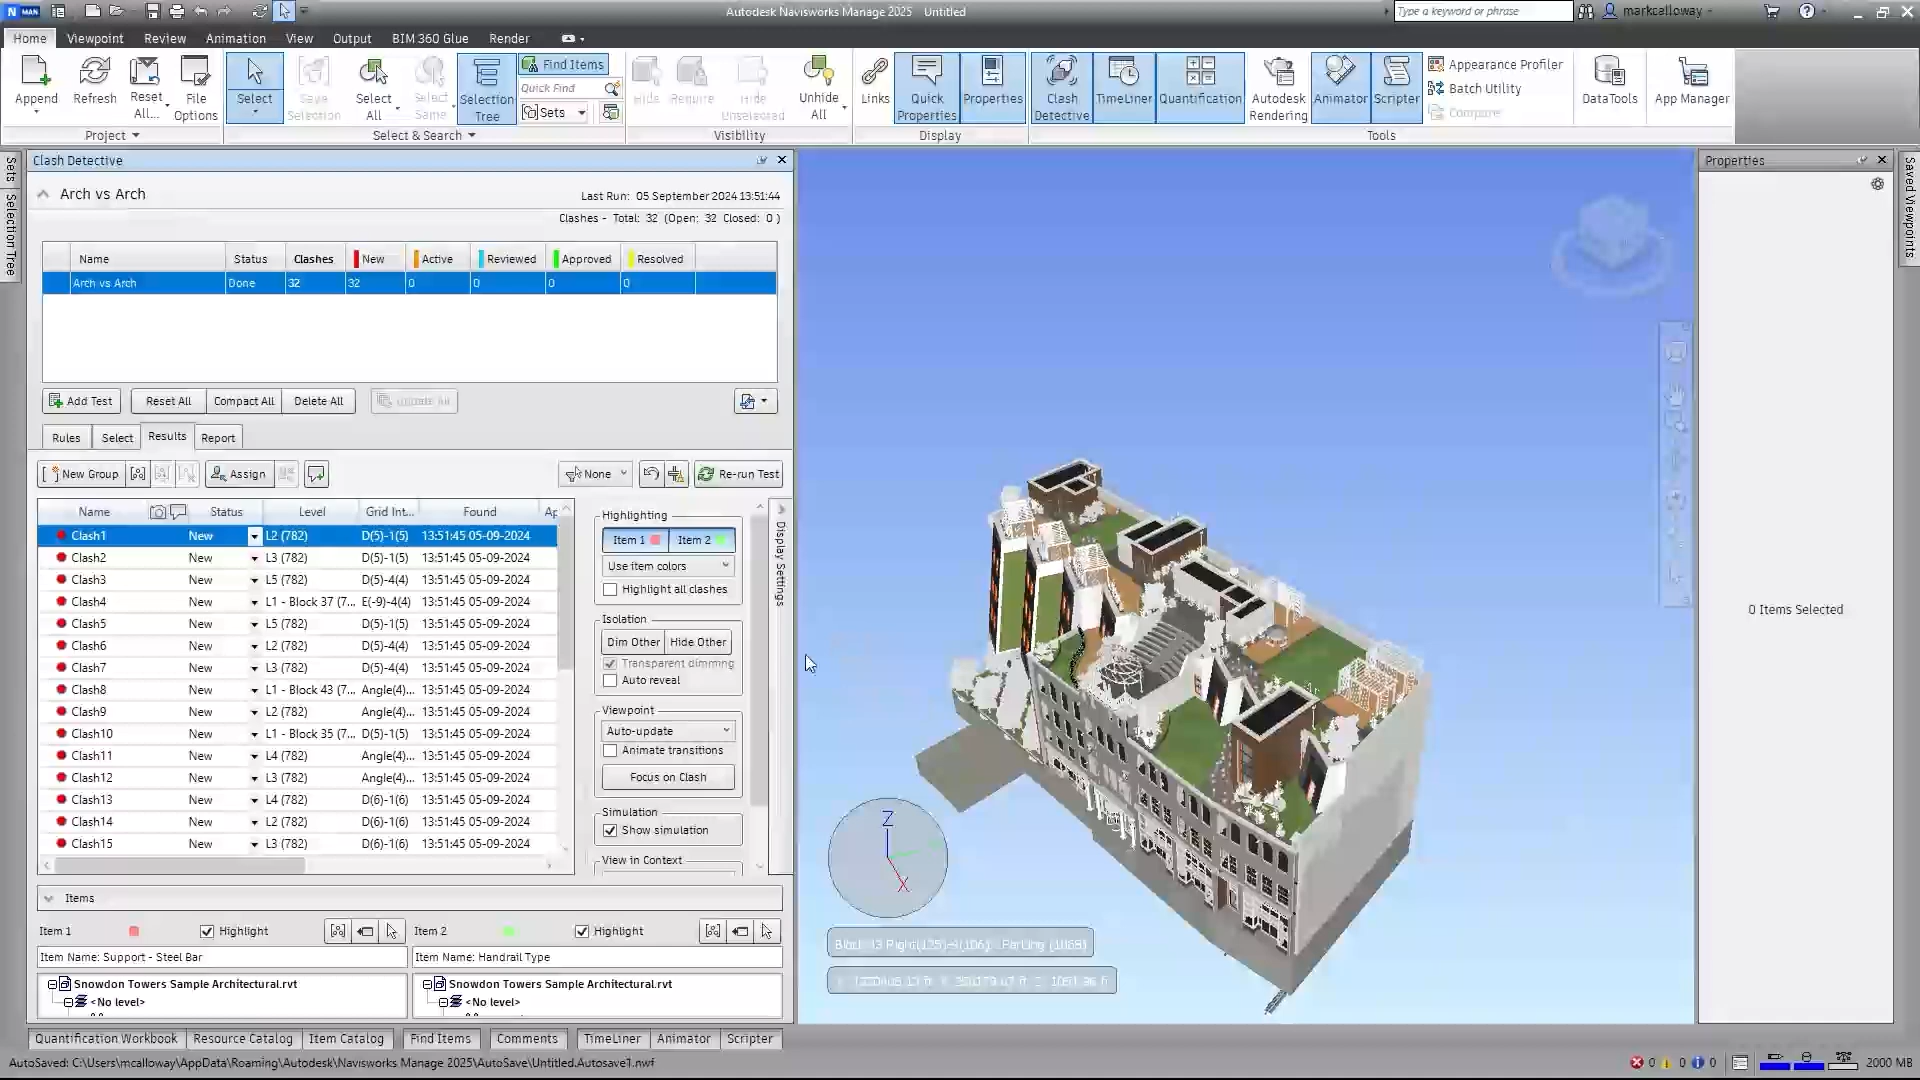 N MAN
Autodesk Navisworks Manage 2025 Untitled
Type a keyword or phrase
markcalloway
Home Viewpoint Review Animation View Output BIM 360 Glue Render
Append
Refresh
Reset All...
File Options
Select
Save Selection
Select All
Select Same
Selection Tree
Find Items
Quick Find
Sets
Hide
Require
Hide Unselected
Unhide All
Links
Quick Properties
Properties
Clash Detective
TimeLiner
Quantification
Autodesk Rendering
Animator
Scripter
Appearance Profiler
Batch Utility
Compare
DataTools
App Manager
Project Select & Search Visibility Display Tools
Sets
Selection Tree
Clash Detective
Arch vs Arch
Last Run: 05 September 2024 13:51:44
Clashes - Total: 32 (Open: 32 Closed: 0 )
Name Status Clashes New Active Reviewed Approved Resolved
Arch vs Arch Done 32 32 0 0 0 0
Add Test Reset All Compact All Delete All Update All
Rules Select Results Report
New Group Assign None Re-run Test
Name Status Level Grid Int... Found Ap
Clash1 New L2 (782) D(5)-1(5) 13:51:45 05-09-2024
Clash2 New L3 (782) D(5)-1(5) 13:51:45 05-09-2024
Clash3 New L5 (782) D(5)-4(4) 13:51:45 05-09-2024
Clash4 New L1 - Block 37 (7... E(-9)-4(4) 13:51:45 05-09-2024
Clash5 New L5 (782) D(5)-1(5) 13:51:45 05-09-2024
Clash6 New L2 (782) D(5)-4(4) 13:51:45 05-09-2024
Clash7 New L3 (782) D(5)-4(4) 13:51:45 05-09-2024
Clash8 New L1 - Block 43 (7... Angle(4)... 13:51:45 05-09-2024
Clash9 New L2 (782) Angle(4)... 13:51:45 05-09-2024
Clash10 New L1 - Block 35 (7... D(5)-1(5) 13:51:45 05-09-2024
Clash11 New L4 (782) Angle(4)... 13:51:45 05-09-2024
Clash12 New L3 (782) Angle(4)... 13:51:45 05-09-2024
Clash13 New L4 (782) D(6)-1(6) 13:51:45 05-09-2024
Clash14 New L2 (782) D(6)-1(6) 13:51:45 05-09-2024
Clash15 New L3 (782) D(6)-1(6) 13:51:45 05-09-2024
Highlighting
Item 1 Item 2
Use item colors
Highlight all clashes
Isolation
Dim Other Hide Other
Transparent dimming
Auto reveal
Viewpoint
Auto-update
Animate transitions
Focus on Clash
Simulation
Show simulation
View in Context
Display Settings
Items
Item 1 Highlight Item 2 Highlight
Item Name: Support - Steel Bar Item Name: Handrail Type
Snowdon Towers Sample Architectural.rvt Snowdon Towers Sample Architectural.rvt
<No level> <No level>
Z
X
Properties
0 Items Selected
Saved Viewpoints
Quantification Workbook Resource Catalog Item Catalog Find Items Comments TimeLiner Animator Scripter
AutoSaved: C:\Users\mcalloway\AppData\Roaming\Autodesk\Navisworks Manage 2025\AutoSave\Untitled.Autosave1.nwf
0 0 0 2000 MB